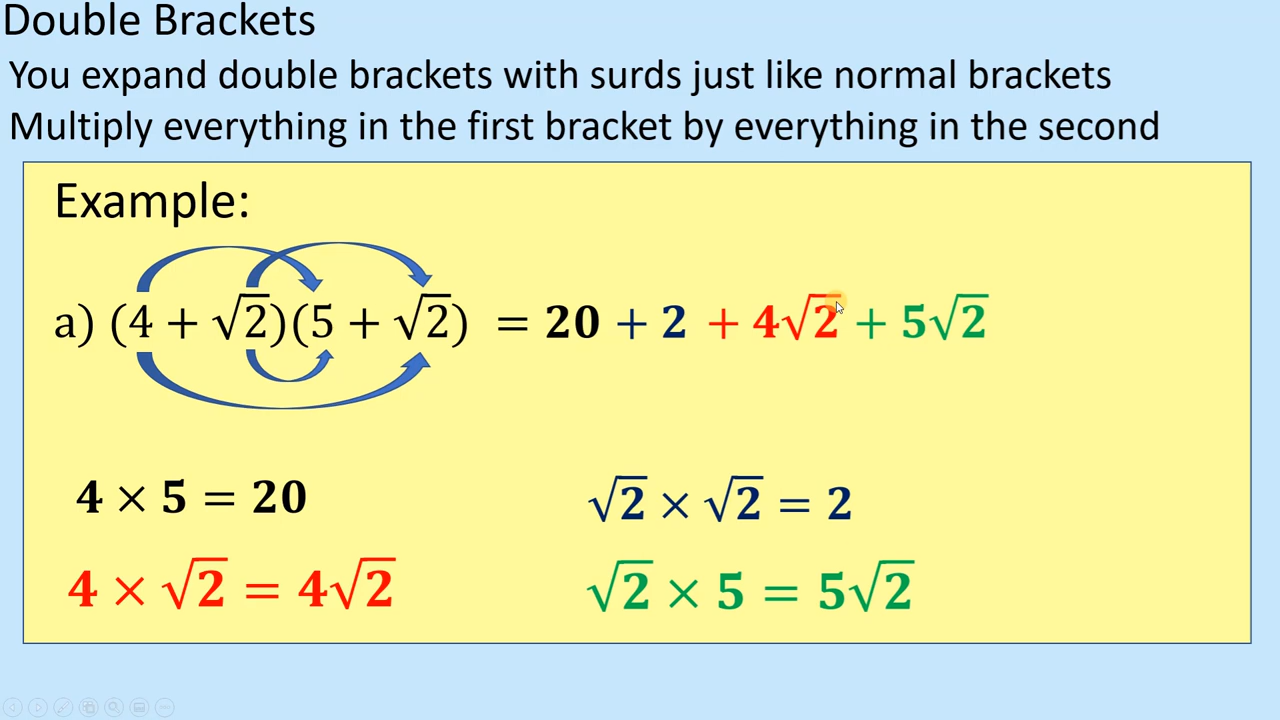 Double Brackets
You expand double brackets with surds just like normal brackets
Multiply everything in the first bracket by everything in the second
Example:
a) (4 + √2)(5 + √2) = 20 + 2 + 4√2 + 5√2
4 × 5 = 20
√2 × √2 = 2
4 × √2 = 4√2
√2 × 5 = 5√2